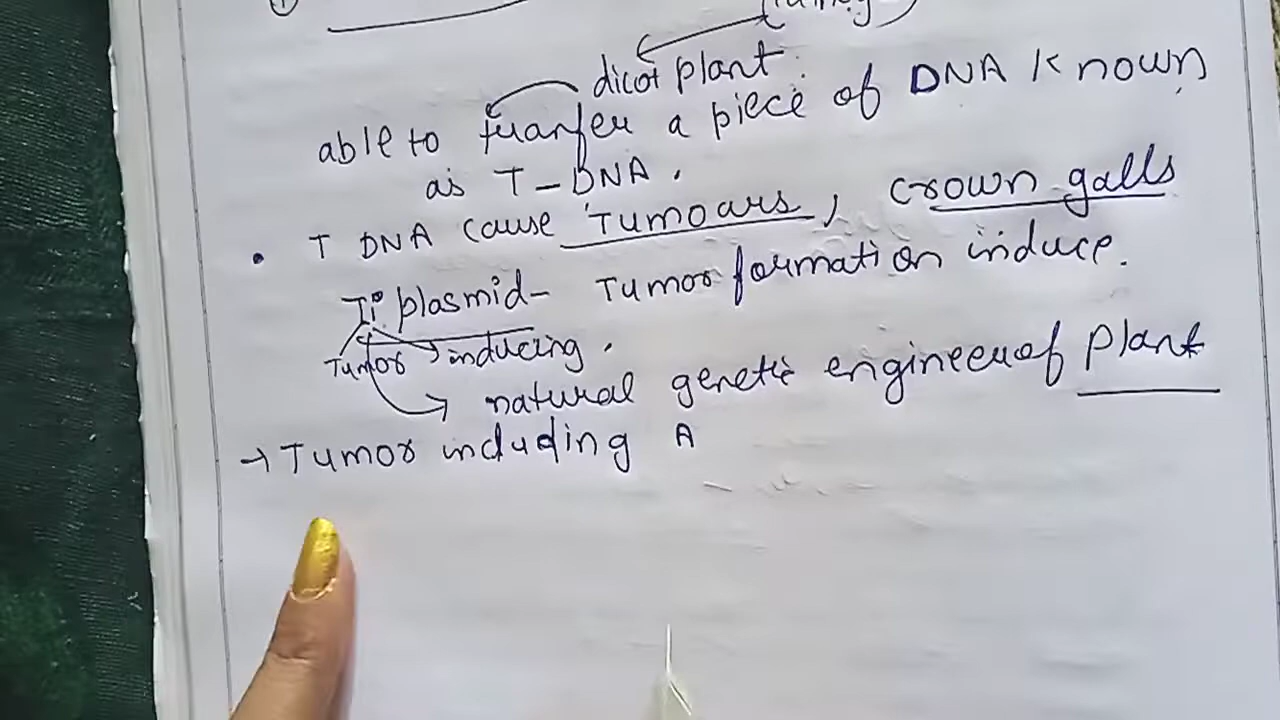 dicot plant.
able to tranfer a piece of DNA known
as T-DNA.
• T DNA cause Tumours, crown galls
Ti plasmid- Tumor formation induce.
Tumor → inducing.
→ natural genetic engineer of plant
→ Tumor including A